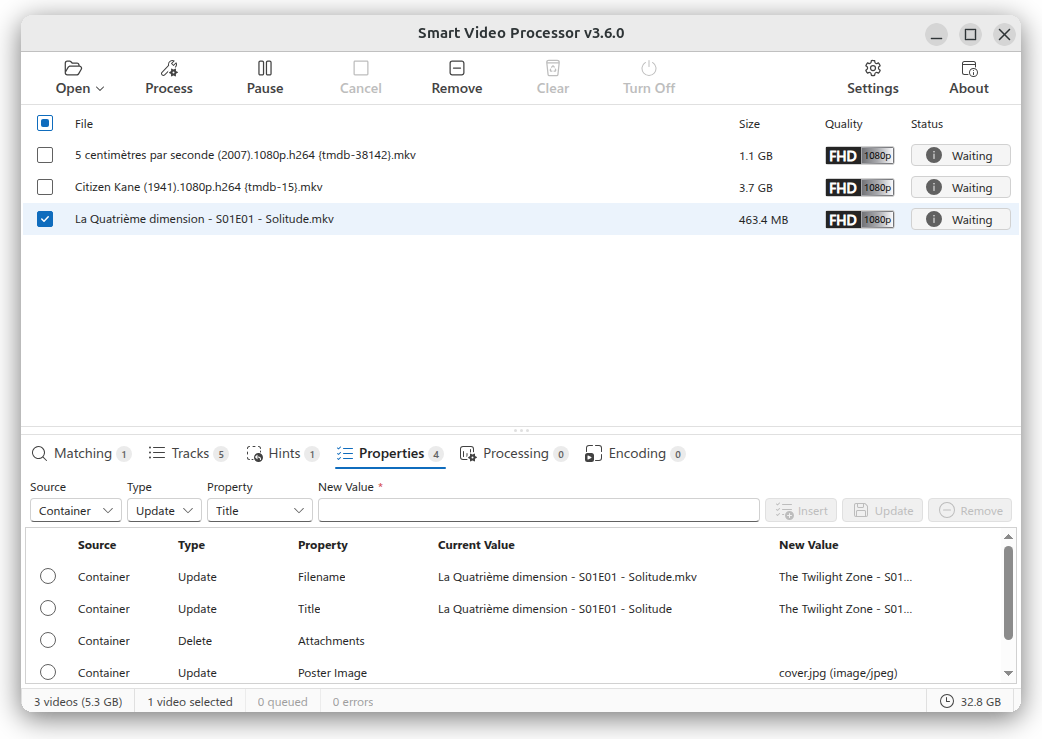 Smart Video Processor v3.6.0
Open Process Pause Cancel Remove Clear Turn Off Settings About
File Size Quality Status
5 centimètres par seconde (2007).1080p.h264 {tmdb-38142}.mkv 1.1 GB FHD 1080p Waiting
Citizen Kane (1941).1080p.h264 {tmdb-15}.mkv 3.7 GB FHD 1080p Waiting
La Quatrième dimension - S01E01 - Solitude.mkv 463.4 MB FHD 1080p Waiting
Matching 1 Tracks 5 Hints 1 Properties 4 Processing 0 Encoding 0
Source Type Property New Value *
Container Update Title Insert Update Remove
Source Type Property Current Value New Value
Container Update Filename La Quatrième dimension - S01E01 - Solitude.mkv The Twilight Zone - S01...
Container Update Title La Quatrième dimension - S01E01 - Solitude The Twilight Zone - S01...
Container Delete Attachments
Container Update Poster Image cover.jpg (image/jpeg)
3 videos (5.3 GB) 1 video selected 0 queued 0 errors 32.8 GB